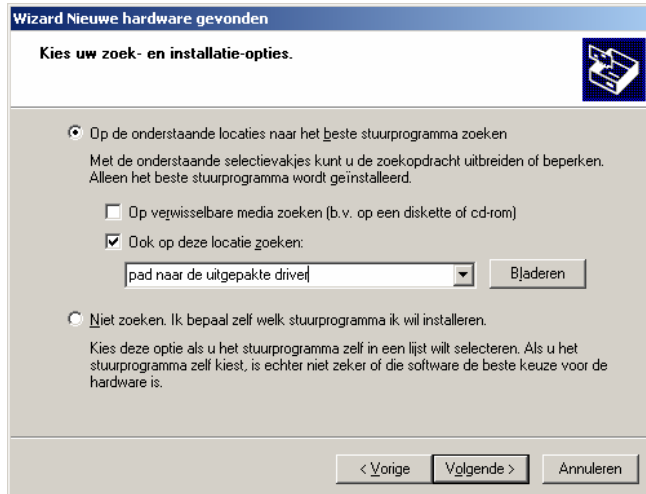 Wizard Nieuwe hardware gevonden
Kies uw zoek- en installatie-opties.
Op de onderstaande locaties naar het beste stuurprogramma zoeken
Met de onderstaande selectievakjes kunt u de zoekopdracht uitbreiden of beperken.
Alleen het beste stuurprogramma wordt geïnstalleerd.
Op verwisselbare media zoeken (b.v. op een diskette of cd-rom)
Ook op deze locatie zoeken:
pad naar de uitgepakte driver
Bladeren
Niet zoeken. Ik bepaal zelf welk stuurprogramma ik wil installeren.
Kies deze optie als u het stuurprogramma zelf in een lijst wilt selecteren. Als u het
stuurprogramma zelf kiest, is echter niet zeker of die software de beste keuze voor de
hardware is.
< Vorige
Volgende >
Annuleren